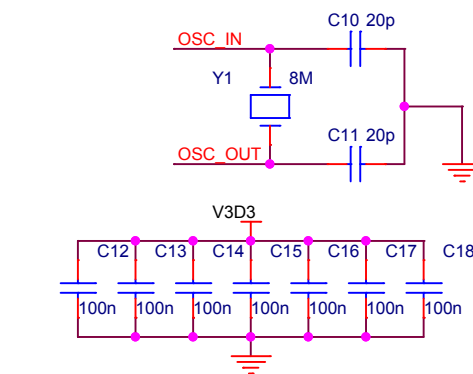 C10 20p
OSC_IN
Y1 8M
C11 20p
OSC_OUT
V3D3
C12 C13 C14 C15 C16 C17 C18
100n 100n 100n 100n 100n 100n 100n